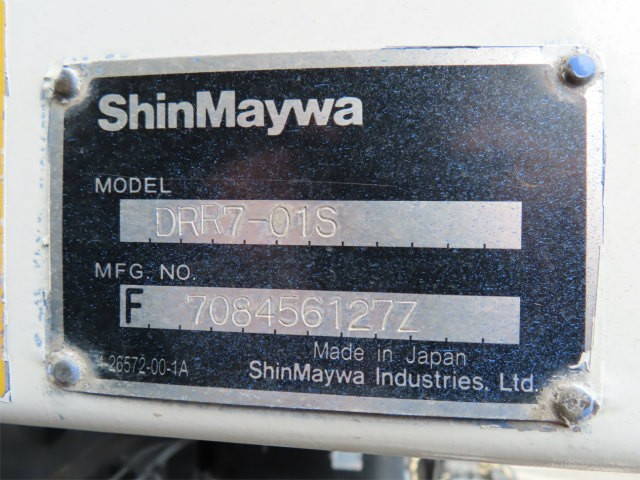 ShinMaywa
MODEL
DRR7-01S
MFG. NO.
F 708456127Z
Made in Japan
26572-00-1A
ShinMaywa Industries, Ltd.